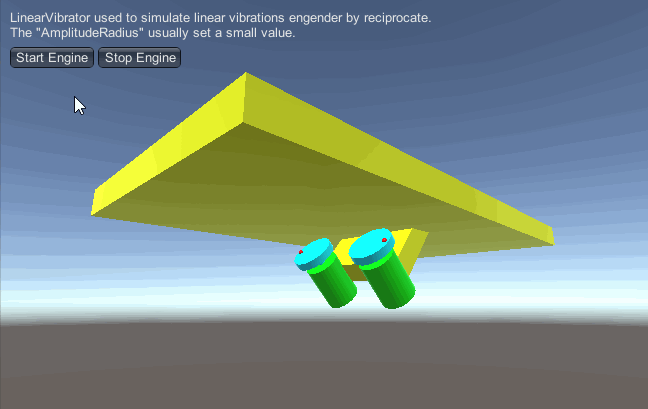 LinearVibrator used to simulate linear vibrations engender by reciprocate.
The "AmplitudeRadius" usually set a small value.
Start Engine Stop Engine